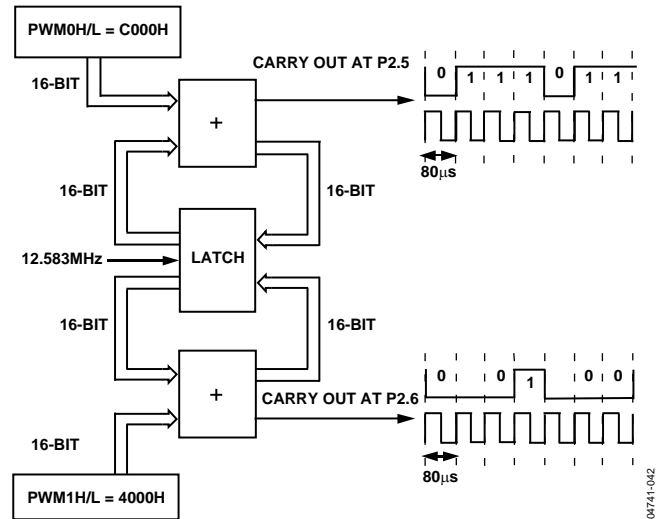 PWM0H/L = C000H
CARRY OUT AT P2.5
0 1 1 1 0 1 1
16-BIT
+
80μs
16-BIT
16-BIT
12.583MHz
LATCH
16-BIT
16-BIT
0 0 1 0 0
+
CARRY OUT AT P2.6
16-BIT
80μs
PWM1H/L = 4000H
04741-042